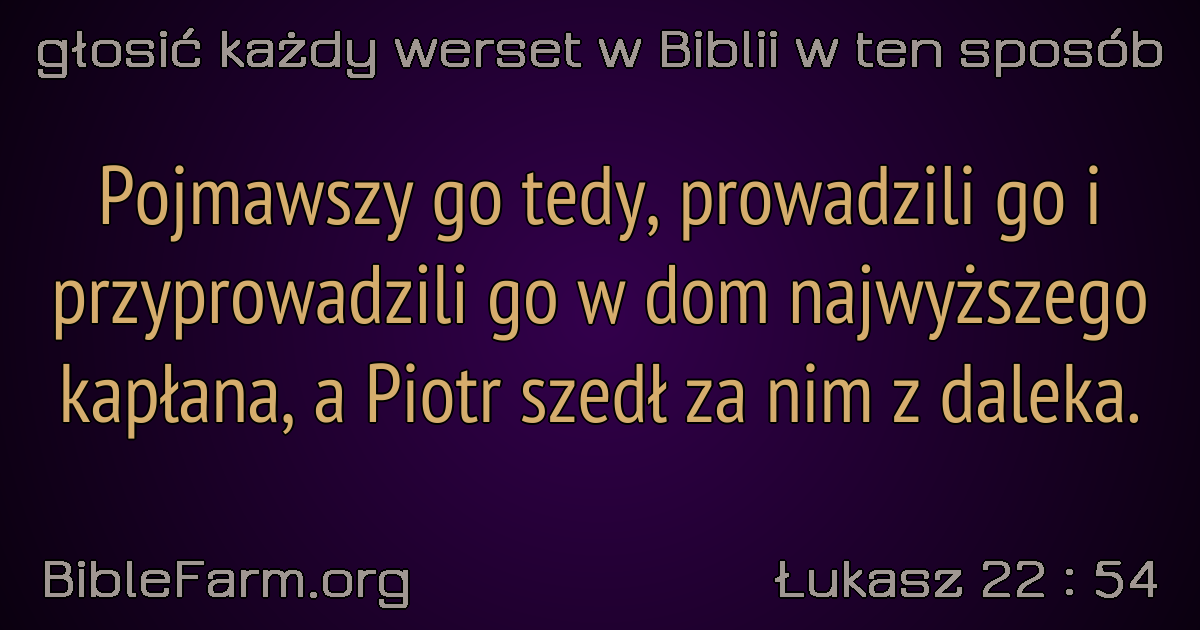 głosić każdy werset w Biblii w ten sposób
Pojmawszy go tedy, prowadzili go i
przyprowadzili go w dom najwyższego
kapłana, a Piotr szedł za nim z daleka.
BibleFarm.org
Łukasz 22 : 54